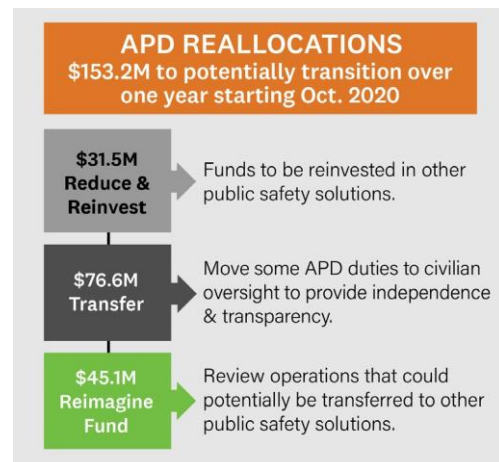 APD REALLOCATIONS
$153.2M to potentially transition over
one year starting Oct. 2020
$31.5M
Reduce &
Reinvest
Funds to be reinvested in other
public safety solutions.
$76.6M
Transfer
Move some APD duties to civilian
oversight to provide independence
& transparency.
$45.1M
Reimagine
Fund
Review operations that could
potentially be transferred to other
public safety solutions.